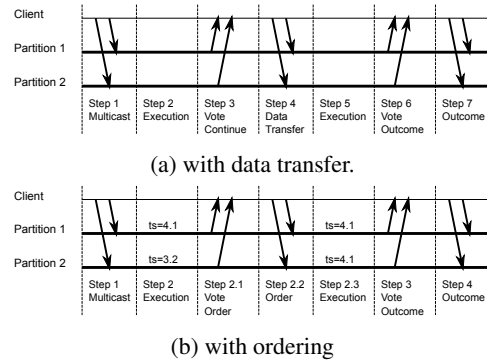 Client
Partition 1
Partition 2
Step 1 Step 2 Step 3 Step 4 Step 5 Step 6 Step 7
Multicast Execution Vote Data Execution Vote Outcome
Continue Transfer Outcome
(a) with data transfer.
Client
Partition 1 ts=4.1 ts=4.1
Partition 2 ts=3.2 ts=4.1
Step 1 Step 2 Step 2.1 Step 2.2 Step 2.3 Step 3 Step 4
Multicast Execution Vote Order Execution Vote Outcome
Order Outcome
(b) with ordering